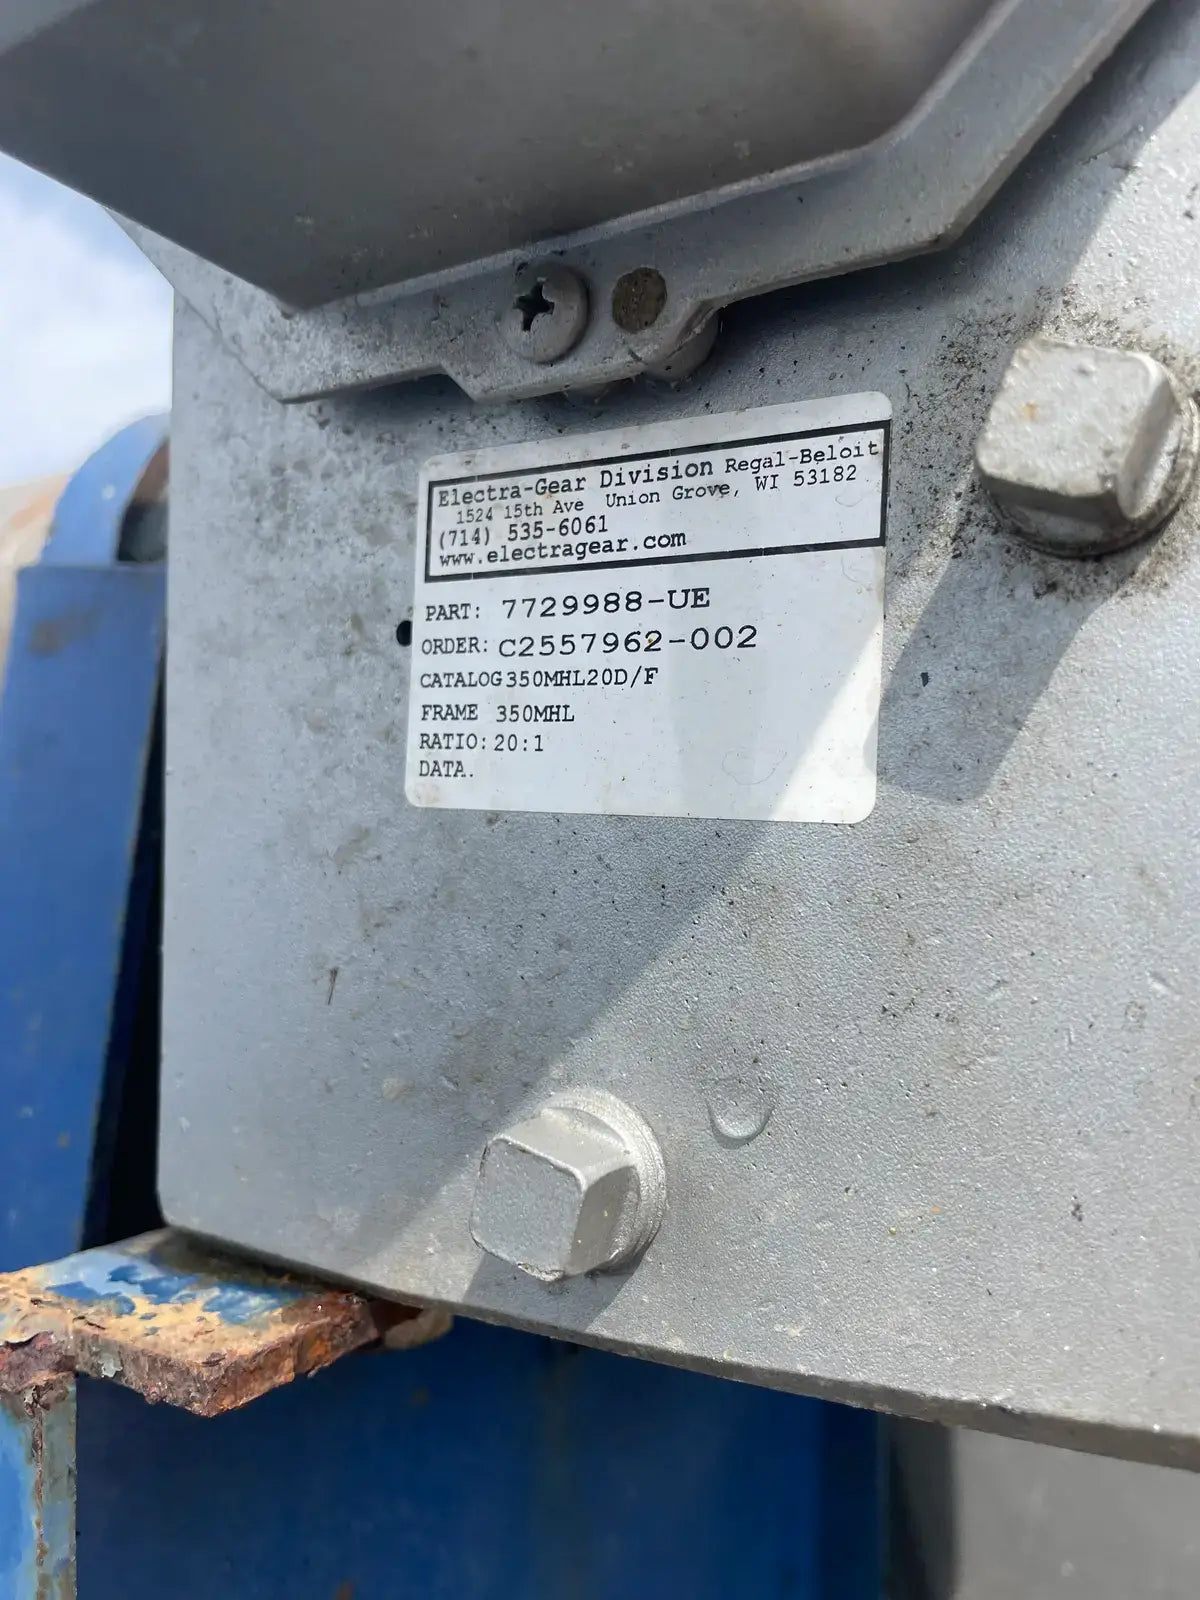 Electra-Gear Division Regal-Beloit
1524 15th Ave Union Grove, WI 53182
(714) 535-6061
www.electragear.com
PART: 7729988-UE
ORDER: C2557962-002
CATALOG 350MHL20D/F
FRAME 350MHL
RATIO: 20:1
DATA.